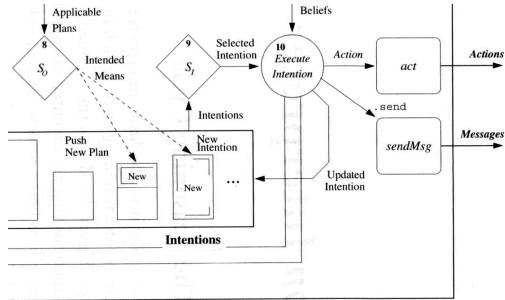 Applicable
Plans
Beliefs
8
S_O
Intended
Means
9
S_I
Selected
Intention
10
Execute
Intention
Action
act
Actions
.send
sendMsg
Messages
Intentions
Push
New Plan
New
Intention
New
New
...
Updated
Intention
Intentions